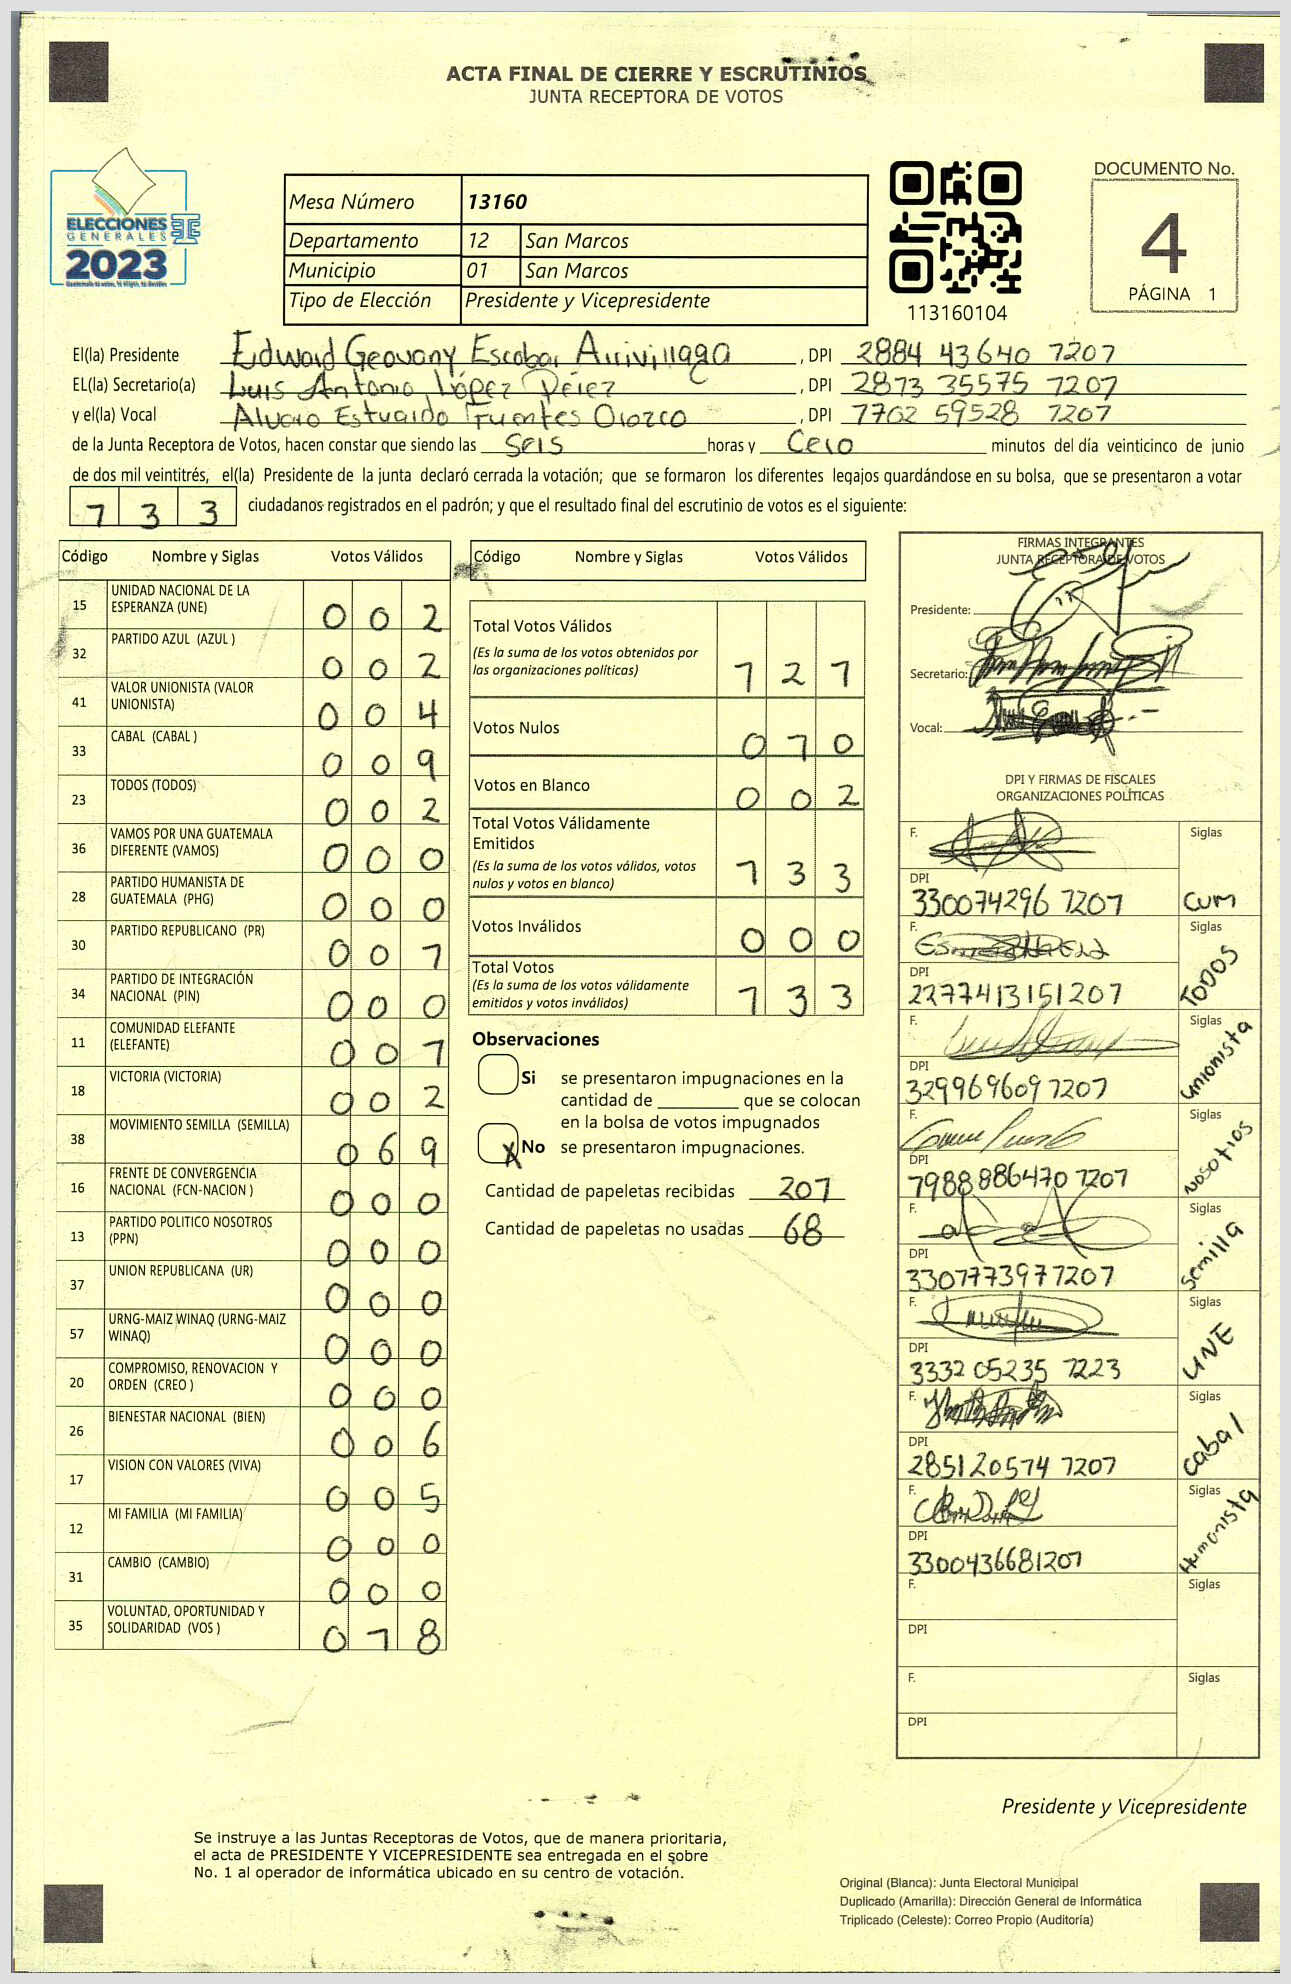 ACTA FINAL DE CIERRE Y ESCRUTINIOS
JUNTA RECEPTORA DE VOTOS
ELECCIONES
GENERALES
2023
Mesa Número 13160
Departamento 12 San Marcos
Municipio 01 San Marcos
Tipo de Elección Presidente y Vicepresidente
113160104
DOCUMENTO No.
4
PÁGINA 1
El(la) Presidente Edward Geovany Escobar Arrivillaga, DPI 2884 43640 7207
EL(la) Secretario(a) Luis Antonio López Pérez, DPI 2873 35575 7207
y el(la) Vocal Alvaro Estuardo Fuentes Orozco, DPI 7702 59528 7207
de la Junta Receptora de Votos, hacen constar que siendo las Seis horas y Cero minutos del día veinticinco de junio
de dos mil veintitrés, el(la) Presidente de la junta declaró cerrada la votación; que se formaron los diferentes legajos guardándose en su bolsa, que se presentaron a votar
733 ciudadanos registrados en el padrón; y que el resultado final del escrutinio de votos es el siguiente:
Código Nombre y Siglas Votos Válidos
15 UNIDAD NACIONAL DE LA
ESPERANZA (UNE) 0 0 2
32 PARTIDO AZUL (AZUL ) 0 0 2
41 VALOR UNIONISTA (VALOR
UNIONISTA) 0 0 4
33 CABAL (CABAL ) 0 0 9
23 TODOS (TODOS) 0 0 2
36 VAMOS POR UNA GUATEMALA
DIFERENTE (VAMOS) 0 0 0
28 PARTIDO HUMANISTA DE
GUATEMALA (PHG) 0 0 0
30 PARTIDO REPUBLICANO (PR) 0 0 7
34 PARTIDO DE INTEGRACIÓN
NACIONAL (PIN) 0 0 0
11 COMUNIDAD ELEFANTE
(ELEFANTE) 0 0 7
18 VICTORIA (VICTORIA) 0 0 2
38 MOVIMIENTO SEMILLA (SEMILLA) 0 6 9
16 FRENTE DE CONVERGENCIA
NACIONAL (FCN-NACION ) 0 0 0
13 PARTIDO POLITICO NOSOTROS
(PPN) 0 0 0
37 UNION REPUBLICANA (UR) 0 0 0
57 URNG-MAIZ WINAQ (URNG-MAIZ
WINAQ) 0 0 0
20 COMPROMISO, RENOVACION Y
ORDEN (CREO ) 0 0 0
26 BIENESTAR NACIONAL (BIEN) 0 0 6
17 VISION CON VALORES (VIVA) 0 0 5
12 MI FAMILIA (MI FAMILIA) 0 0 0
31 CAMBIO (CAMBIO) 0 0 0
35 VOLUNTAD, OPORTUNIDAD Y
SOLIDARIDAD (VOS ) 0 7 8
Código Nombre y Siglas Votos Válidos
Total Votos Válidos
(Es la suma de los votos obtenidos por
las organizaciones políticas) 7 2 7
Votos Nulos 0 7 0
Votos en Blanco 0 0 2
Total Votos Válidamente
Emitidos
(Es la suma de los votos válidos, votos
nulos y votos en blanco) 7 3 3
Votos Inválidos 0 0 0
Total Votos
(Es la suma de los votos válidamente
emitidos y votos inválidos) 7 3 3
Observaciones
Si se presentaron impugnaciones en la
cantidad de ________ que se colocan
en la bolsa de votos impugnados
X No se presentaron impugnaciones.
Cantidad de papeletas recibidas 207
Cantidad de papeletas no usadas 68
FIRMAS INTEGRANTES
JUNTA RECEPTORA DE VOTOS
Presidente:
Secretario:
Vocal:
DPI Y FIRMAS DE FISCALES
ORGANIZACIONES POLÍTICAS
F. Siglas
DPI
330074296 7207 CUM
F. Siglas
DPI
2277413151207 TODOS
F. Siglas
DPI
329969609 7207 Unionista
F. Siglas
DPI
798888647 0 7207 Nosotros
F. Siglas
DPI
3307773977207 Semilla
F. Siglas
DPI
3332 05235 7223 UNE
F. Siglas
DPI
285120574 7207 Cabal
F. Siglas
DPI
3300436681207 Humanista
F. Siglas
DPI
F. Siglas
DPI
Presidente y Vicepresidente
Se instruye a las Juntas Receptoras de Votos, que de manera prioritaria,
el acta de PRESIDENTE Y VICEPRESIDENTE sea entregada en el sobre
No. 1 al operador de informática ubicado en su centro de votación.
Original (Blanca): Junta Electoral Municipal
Duplicado (Amarilla): Dirección General de Informática
Triplicado (Celeste): Correo Propio (Auditoría)